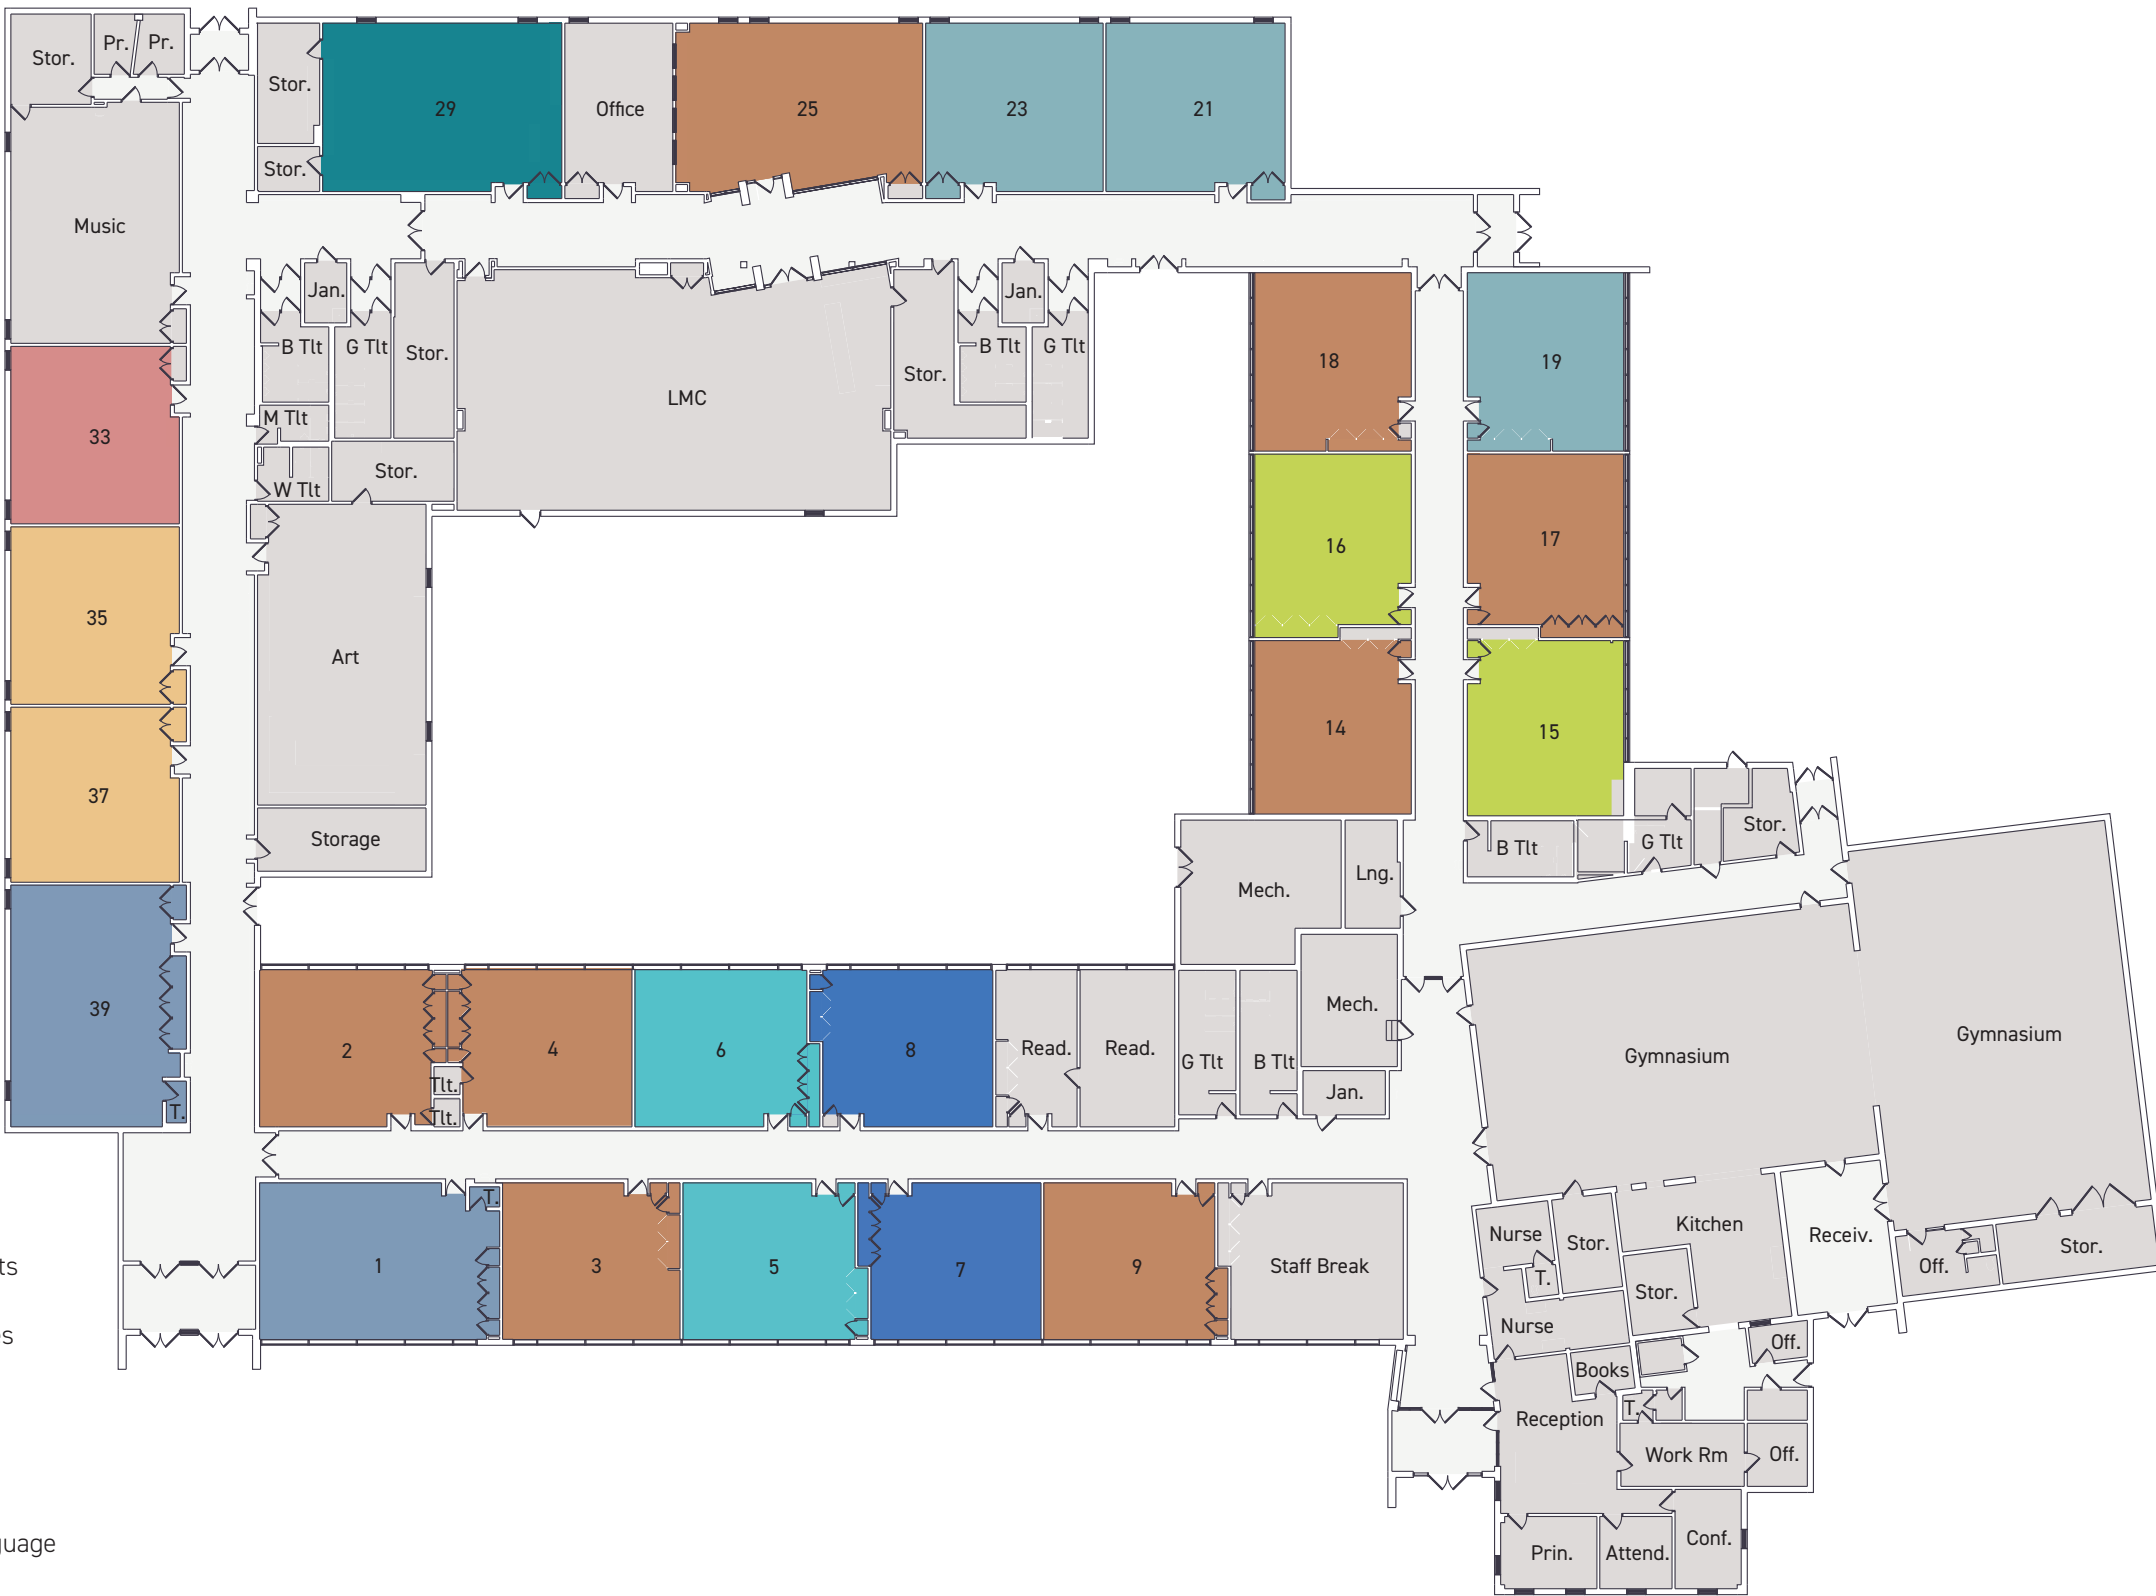 Stor.
Pr.
Pr.
Stor.
29
Office
25
23
21
Stor.
Music
Jan.
B Tlt
G Tlt
Stor.
LMC
Stor.
Jan.
B Tlt
G Tlt
18
19
33
M Tlt
W Tlt
Stor.
16
17
35
Art
14
15
37
Storage
Mech.
Lng.
B Tlt
G Tlt
Stor.
39
T.
2
Tlt.
Tlt.
4
6
8
Read.
Read.
G Tlt
B Tlt
Mech.
Jan.
Gymnasium
Gymnasium
1
T.
3
5
7
9
Staff Break
Nurse
T.
Stor.
Kitchen
Stor.
Receiv.
Off.
Stor.
Nurse
Books
Off.
Reception
T.
Work Rm
Off.
Prin.
Attend.
Conf.